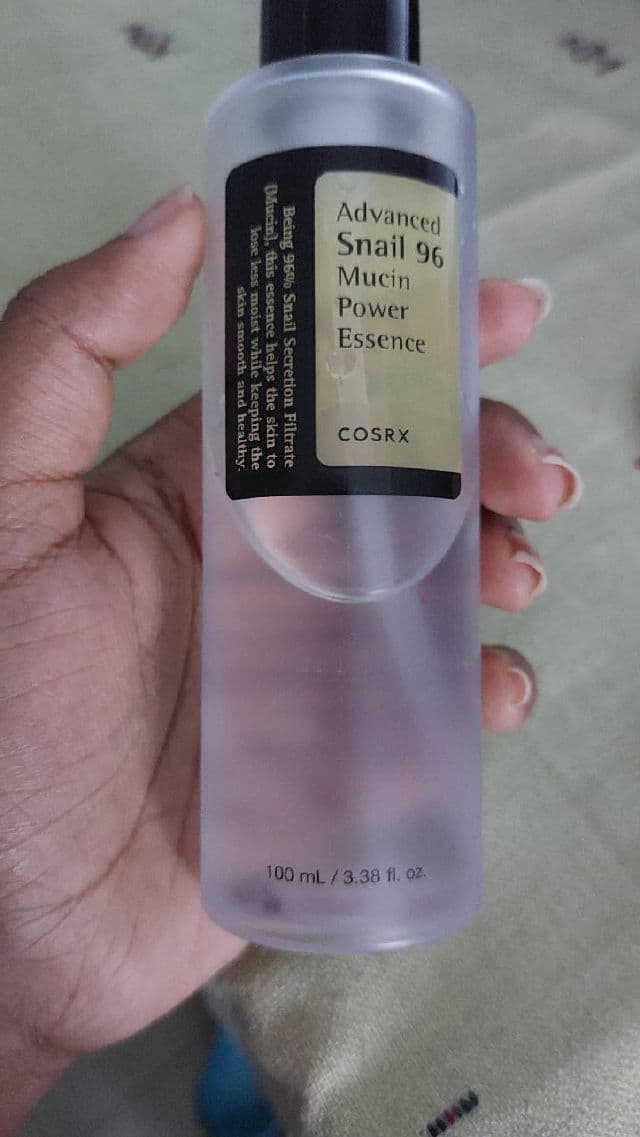 Advanced
Snail 96
Mucin
Power
Essence
COSRX
Being 96% Snail Secretion Filtrate
(Mucin), this essence helps the skin to
lose less moist while keeping the
skin smooth and healthy.
100 mL / 3.38 fl. oz.